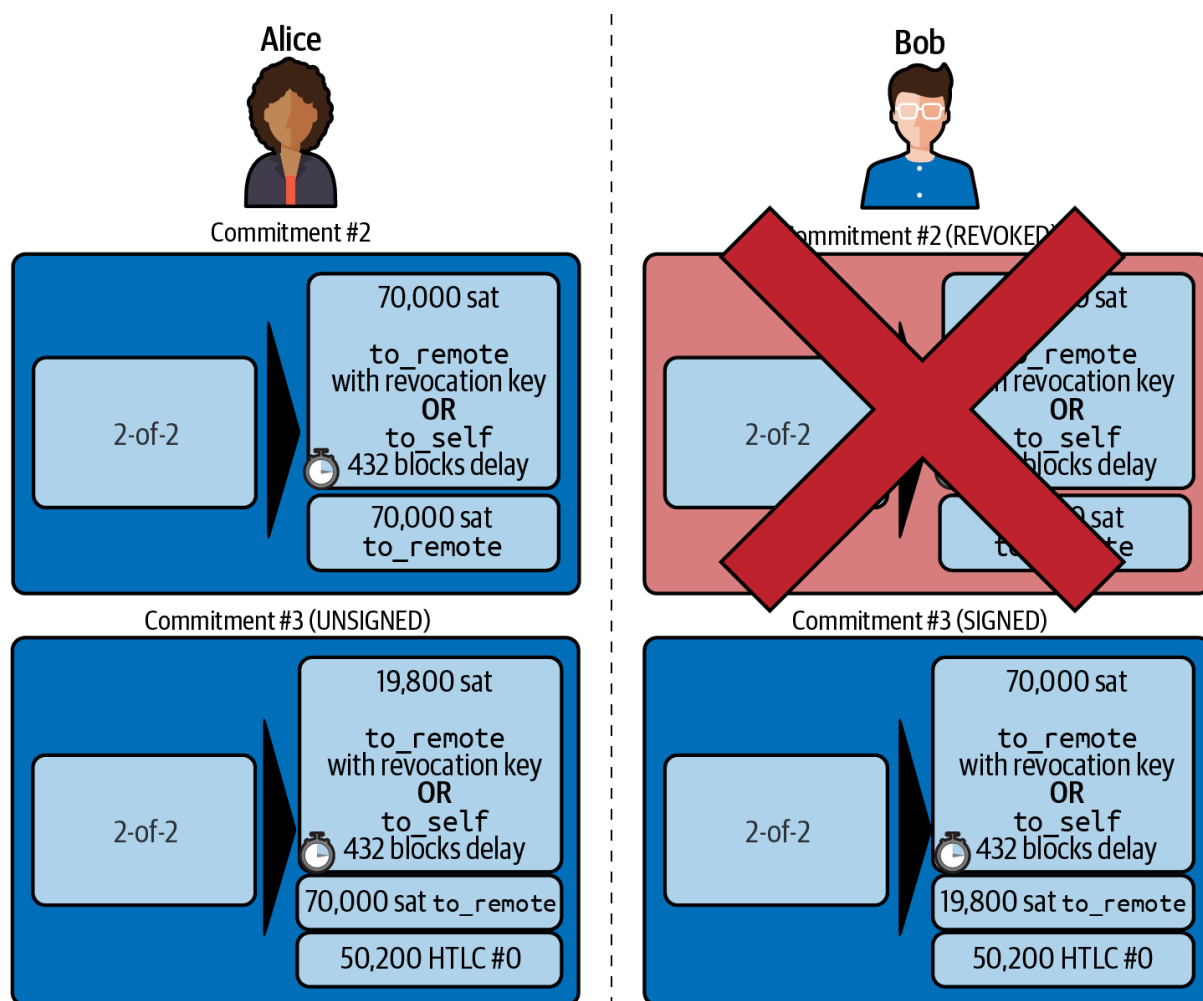 Alice
Commitment #2
70,000 sat
to_remote
with revocation key
OR
to_self
432 blocks delay
2-of-2
70,000 sat
to_remote
Commitment #3 (UNSIGNED)
19,800 sat
to_remote
with revocation key
OR
to_self
432 blocks delay
2-of-2
70,000 sat to_remote
50,200 HTLC #0
Bob
#2 (REVOKED
sat
revocation key
OR
to_self
blocks delay
2-of-2
sat
Commitment #3 (SIGNED)
70,000 sat
to_remote
with revocation key
OR
to_self
432 blocks delay
2-of-2
19,800 sat to_remote
50,200 HTLC #0